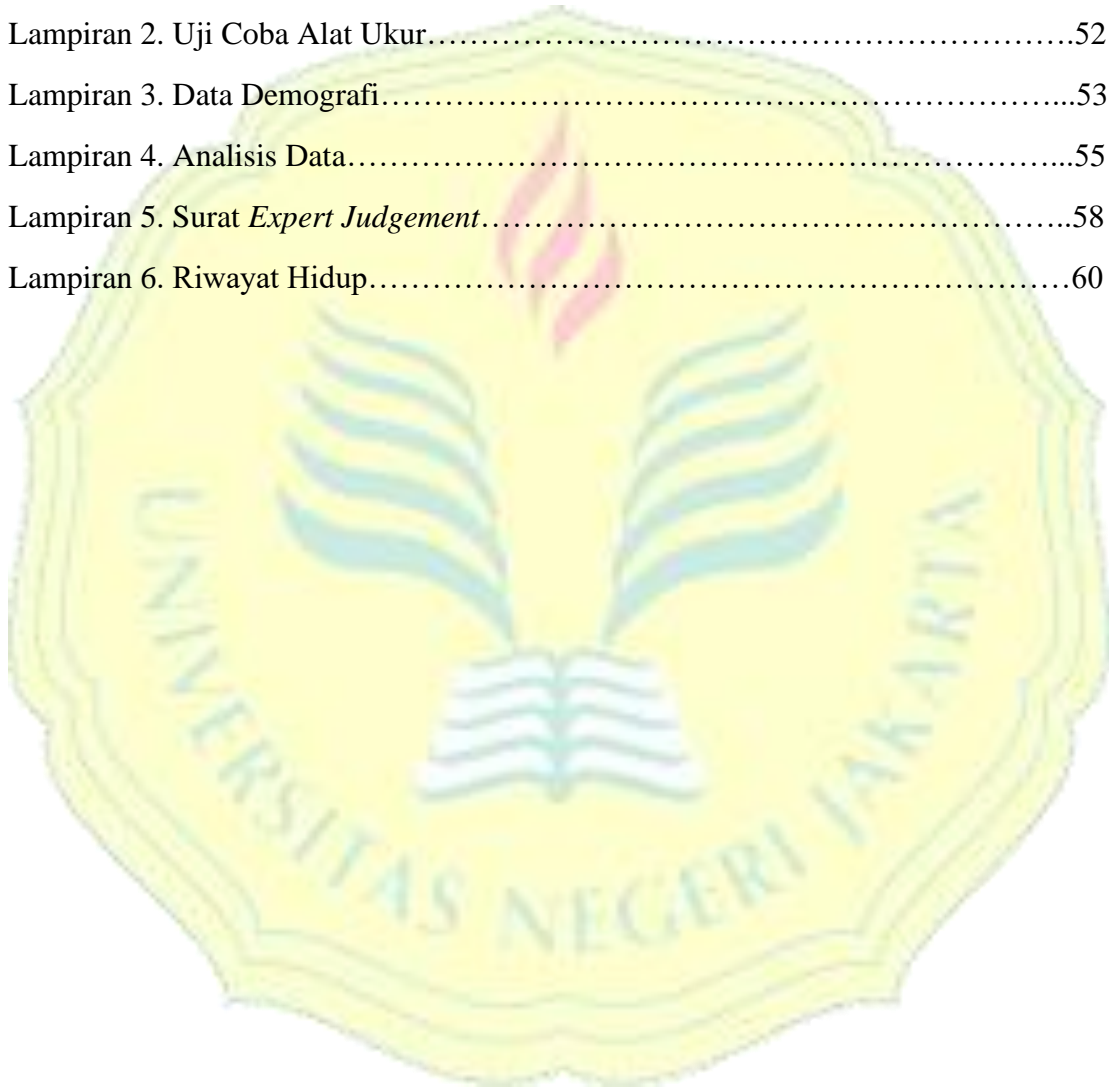 Lampiran 2. Uji Coba Alat Ukur……………………………………………………….52
Lampiran 3. Data Demografi…………………………………………………………...53
Lampiran 4. Analisis Data……………………………………………………………...55
Lampiran 5. Surat Expert Judgement…………………………………………………..58
Lampiran 6. Riwayat Hidup……………………………………………………………60
UNIVERSITAS NEGERI JAKARTA